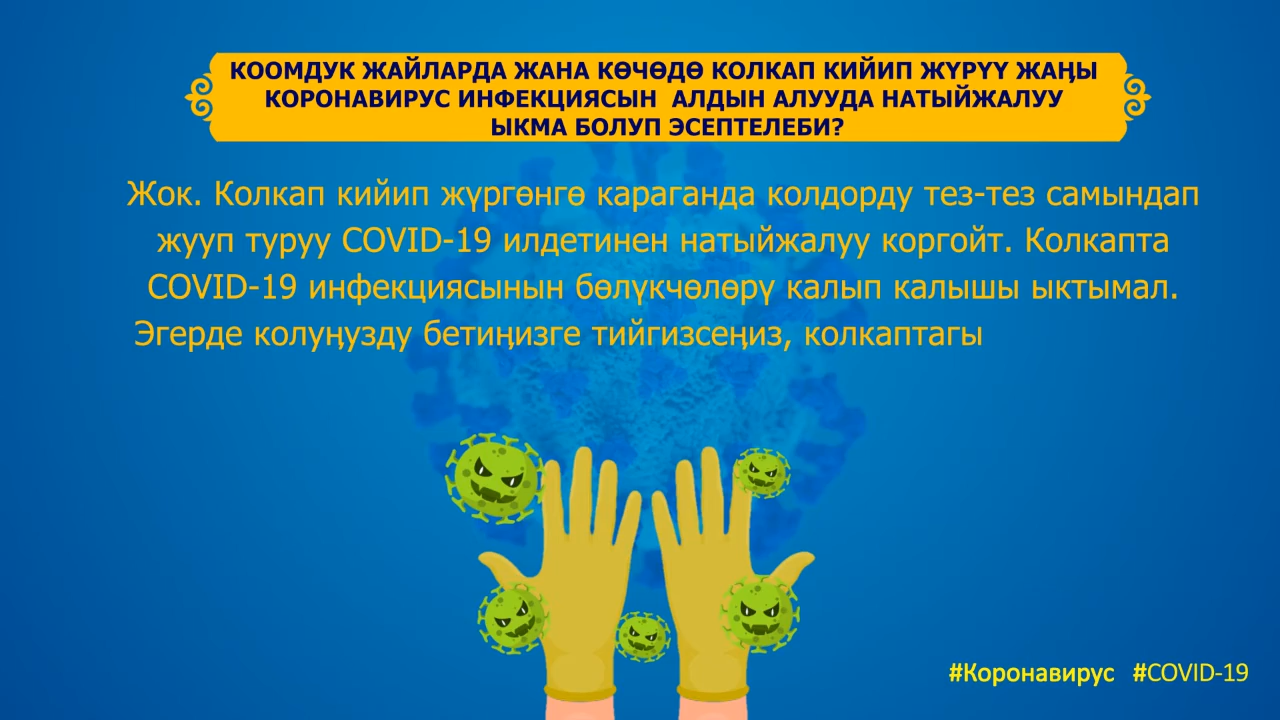 КООМДУК ЖАЙЛАРДА ЖАНА КӨЧӨДӨ КОЛКАП КИЙИП ЖҮРҮҮ ЖАҢЫ
КОРОНАВИРУС ИНФЕКЦИЯСЫН АЛДЫН АЛУУДА НАТЫЙЖАЛУУ
ЫКМА БОЛУП ЭСЕПТЕЛЕБИ?
Жок. Колкап кийип жүргөнгө караганда колдорду тез-тез самындап
жууп туруу COVID-19 илдетинен натыйжалуу коргойт. Колкапта
COVID-19 инфекциясынын бөлүкчөлөрү калып калышы ыктымал.
Эгерде колуңузду бетиңизге тийгизсеңиз, колкаптагы
#Коронавирус #COVID-19